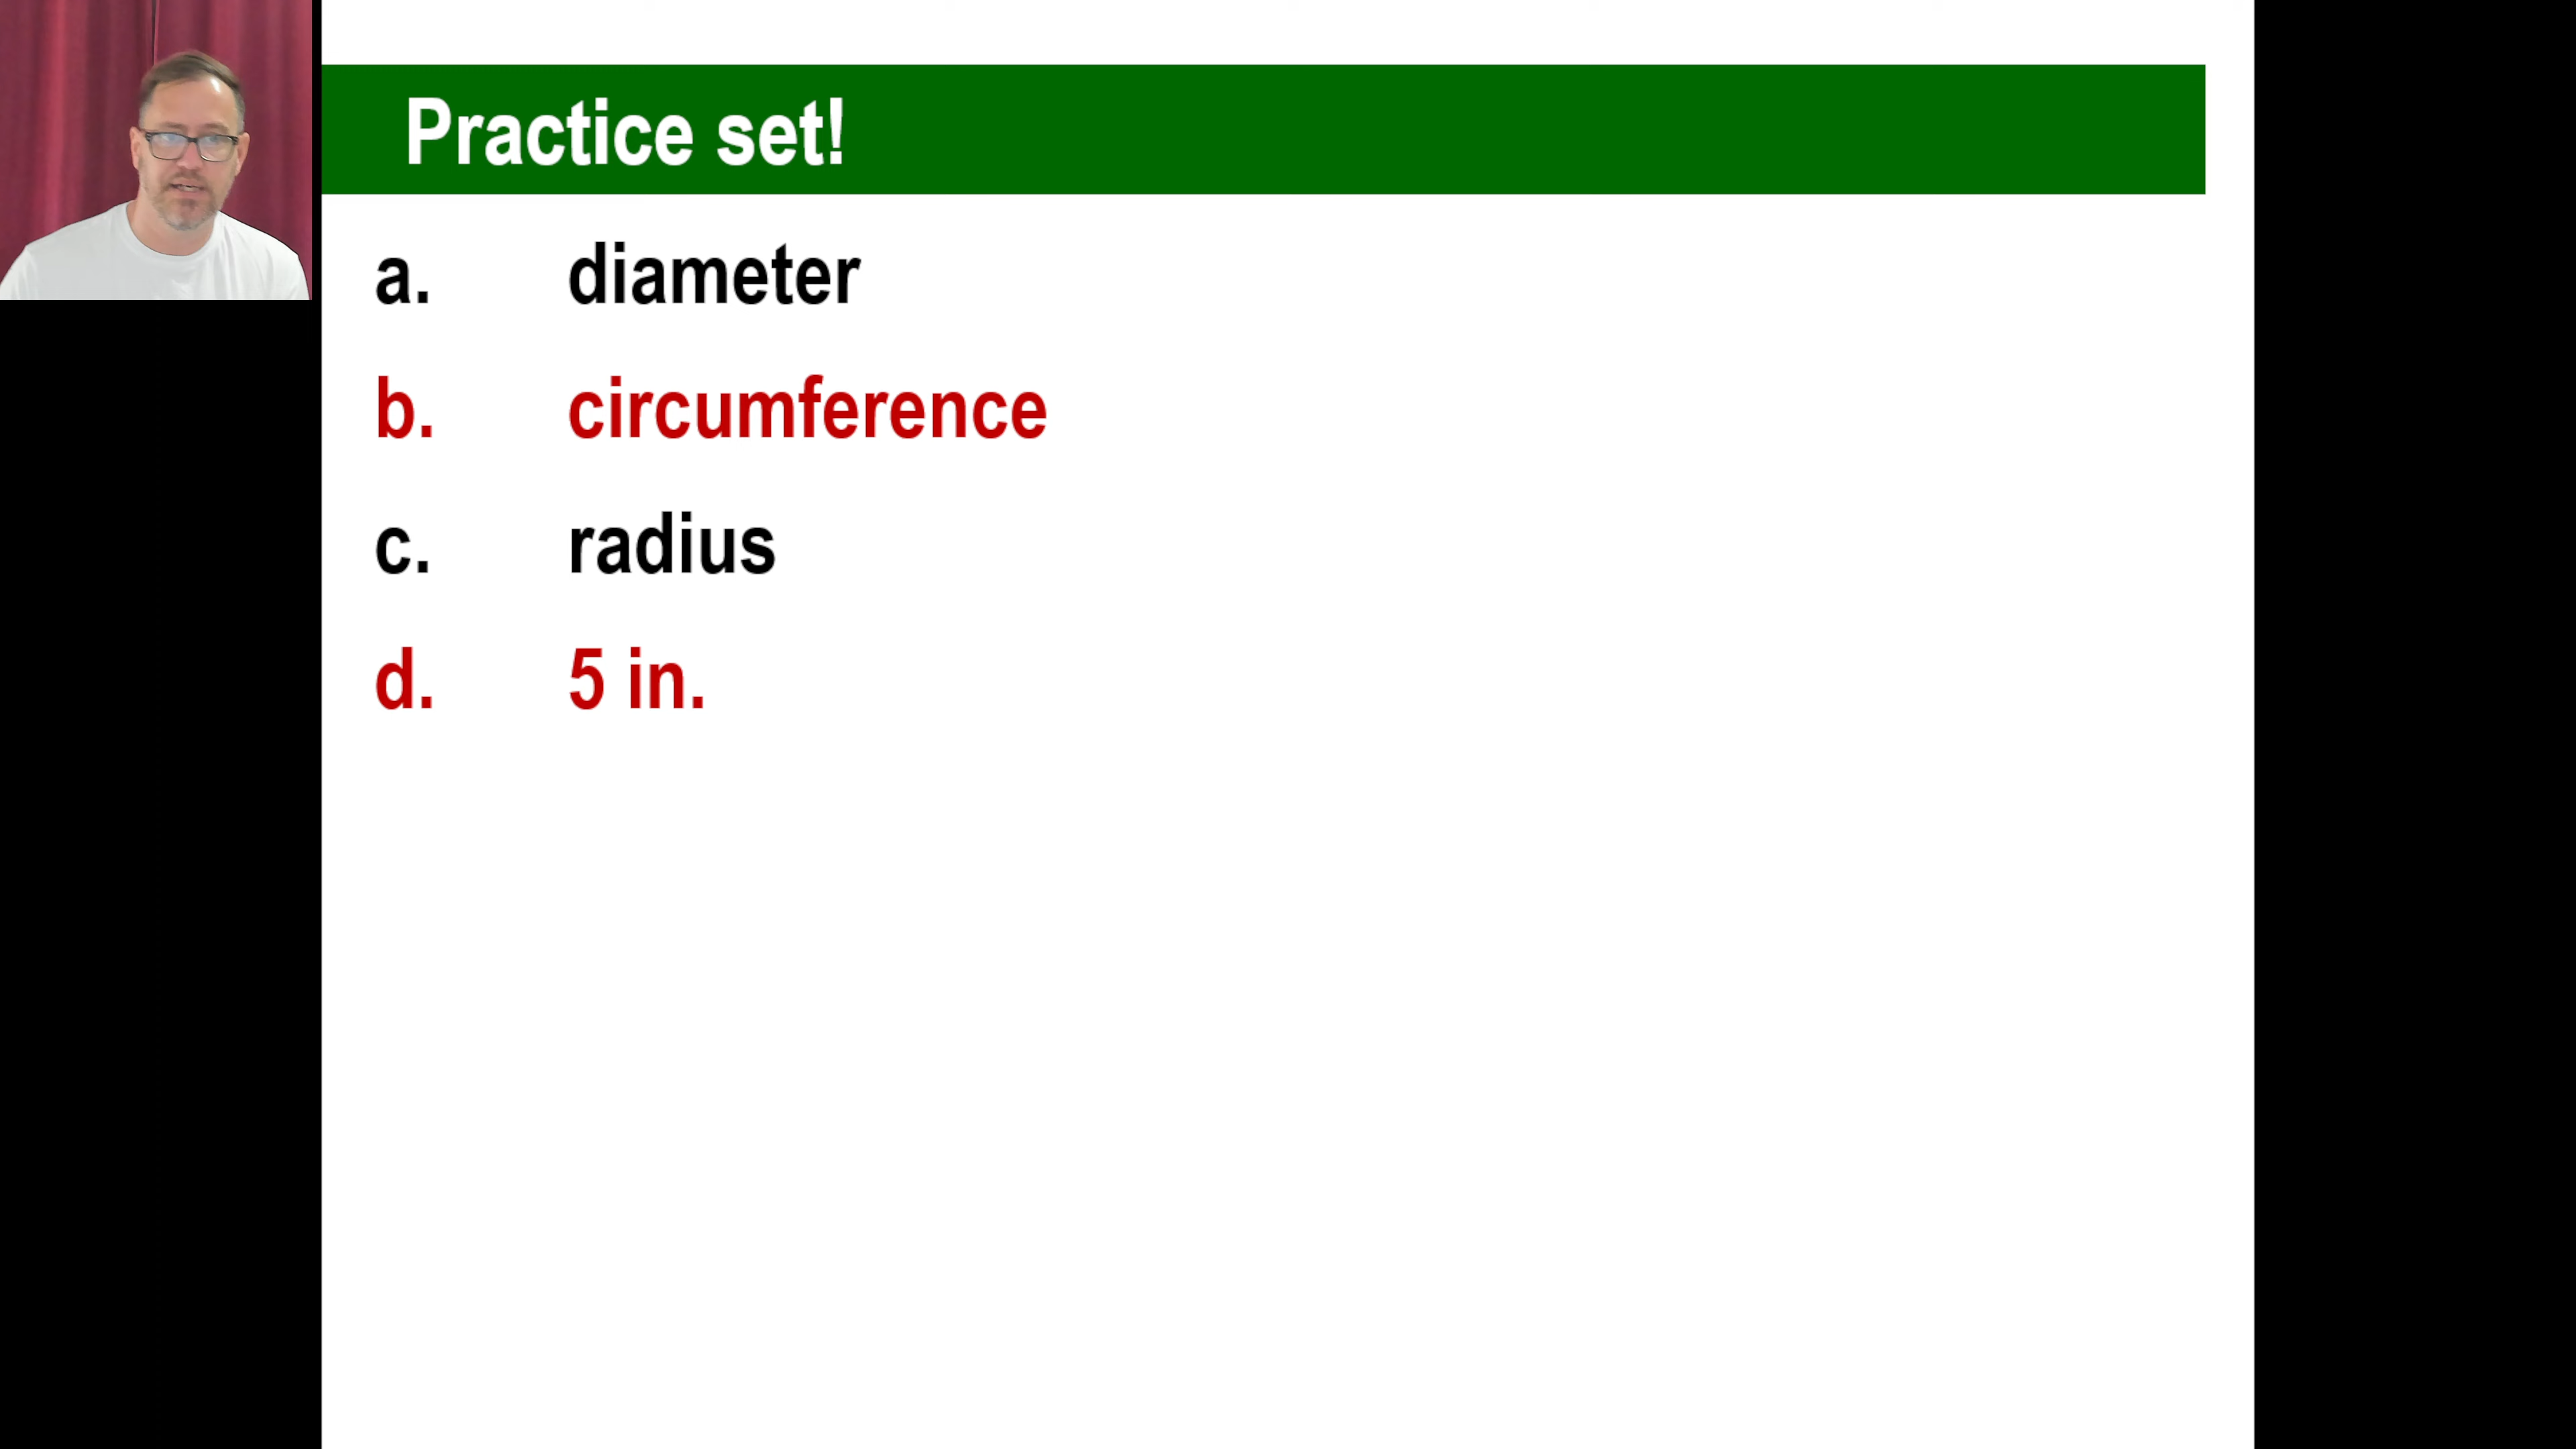 Practice set!
a. diameter
b. circumference
c. radius
d. 5 in.